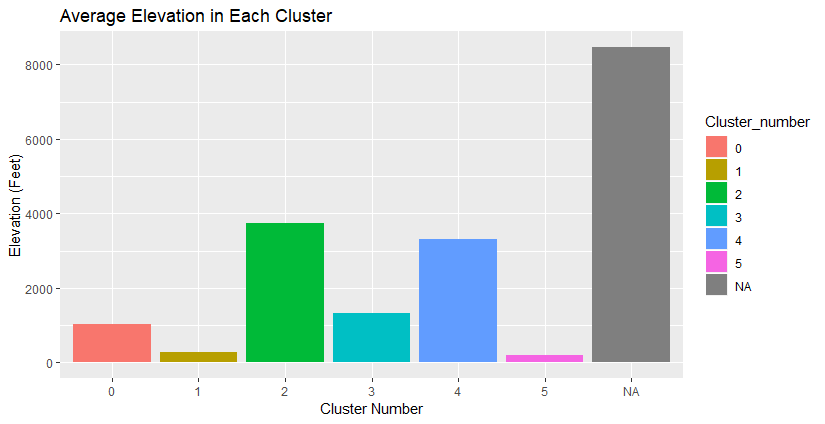 Average Elevation in Each Cluster
Elevation (Feet)
8000
6000
4000
2000
0
0 1 2 3 4 5 NA
Cluster Number
Cluster_number
0
1
2
3
4
5
NA